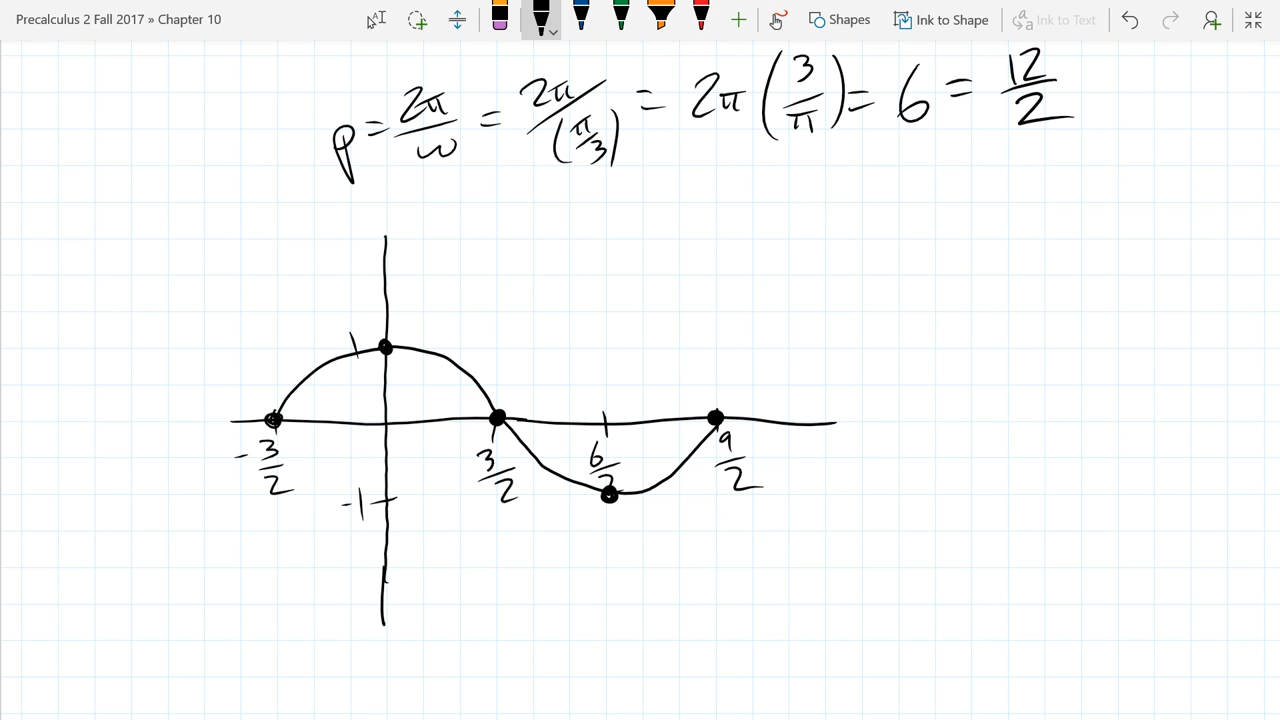 Precalculus 2 Fall 2017 » Chapter 10
Shapes
Ink to Shape
Ink to Text
p = 2π/ω = 2π/(π/3) = 2π(3/π) = 6 = 12/2
1
-3/2 3/2 6/2 9/2
-1